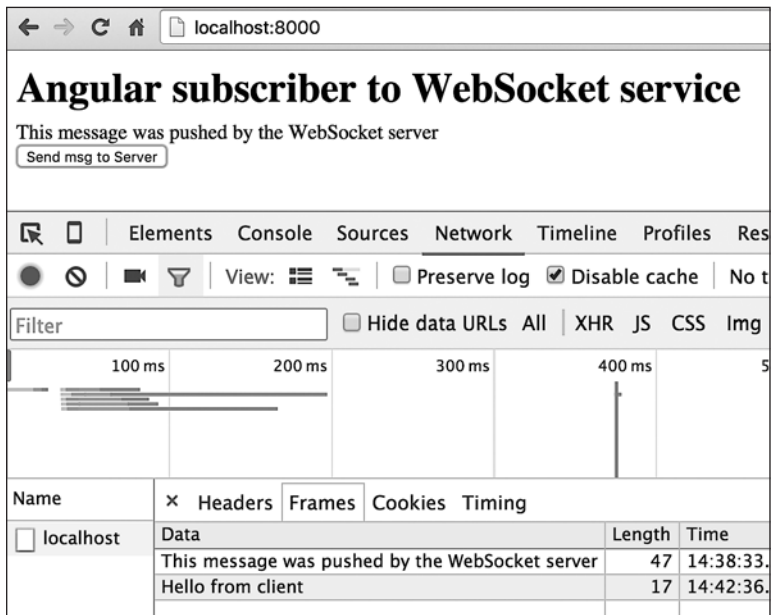 localhost:8000
Angular subscriber to WebSocket service
This message was pushed by the WebSocket server
Send msg to Server
Elements Console Sources Network Timeline Profiles Res
View: Preserve log Disable cache No t
Filter Hide data URLs All XHR JS CSS Img
100 ms 200 ms 300 ms 400 ms 5
Name × Headers Frames Cookies Timing
localhost Data Length Time
This message was pushed by the WebSocket server 47 14:38:33.
Hello from client 17 14:42:36.